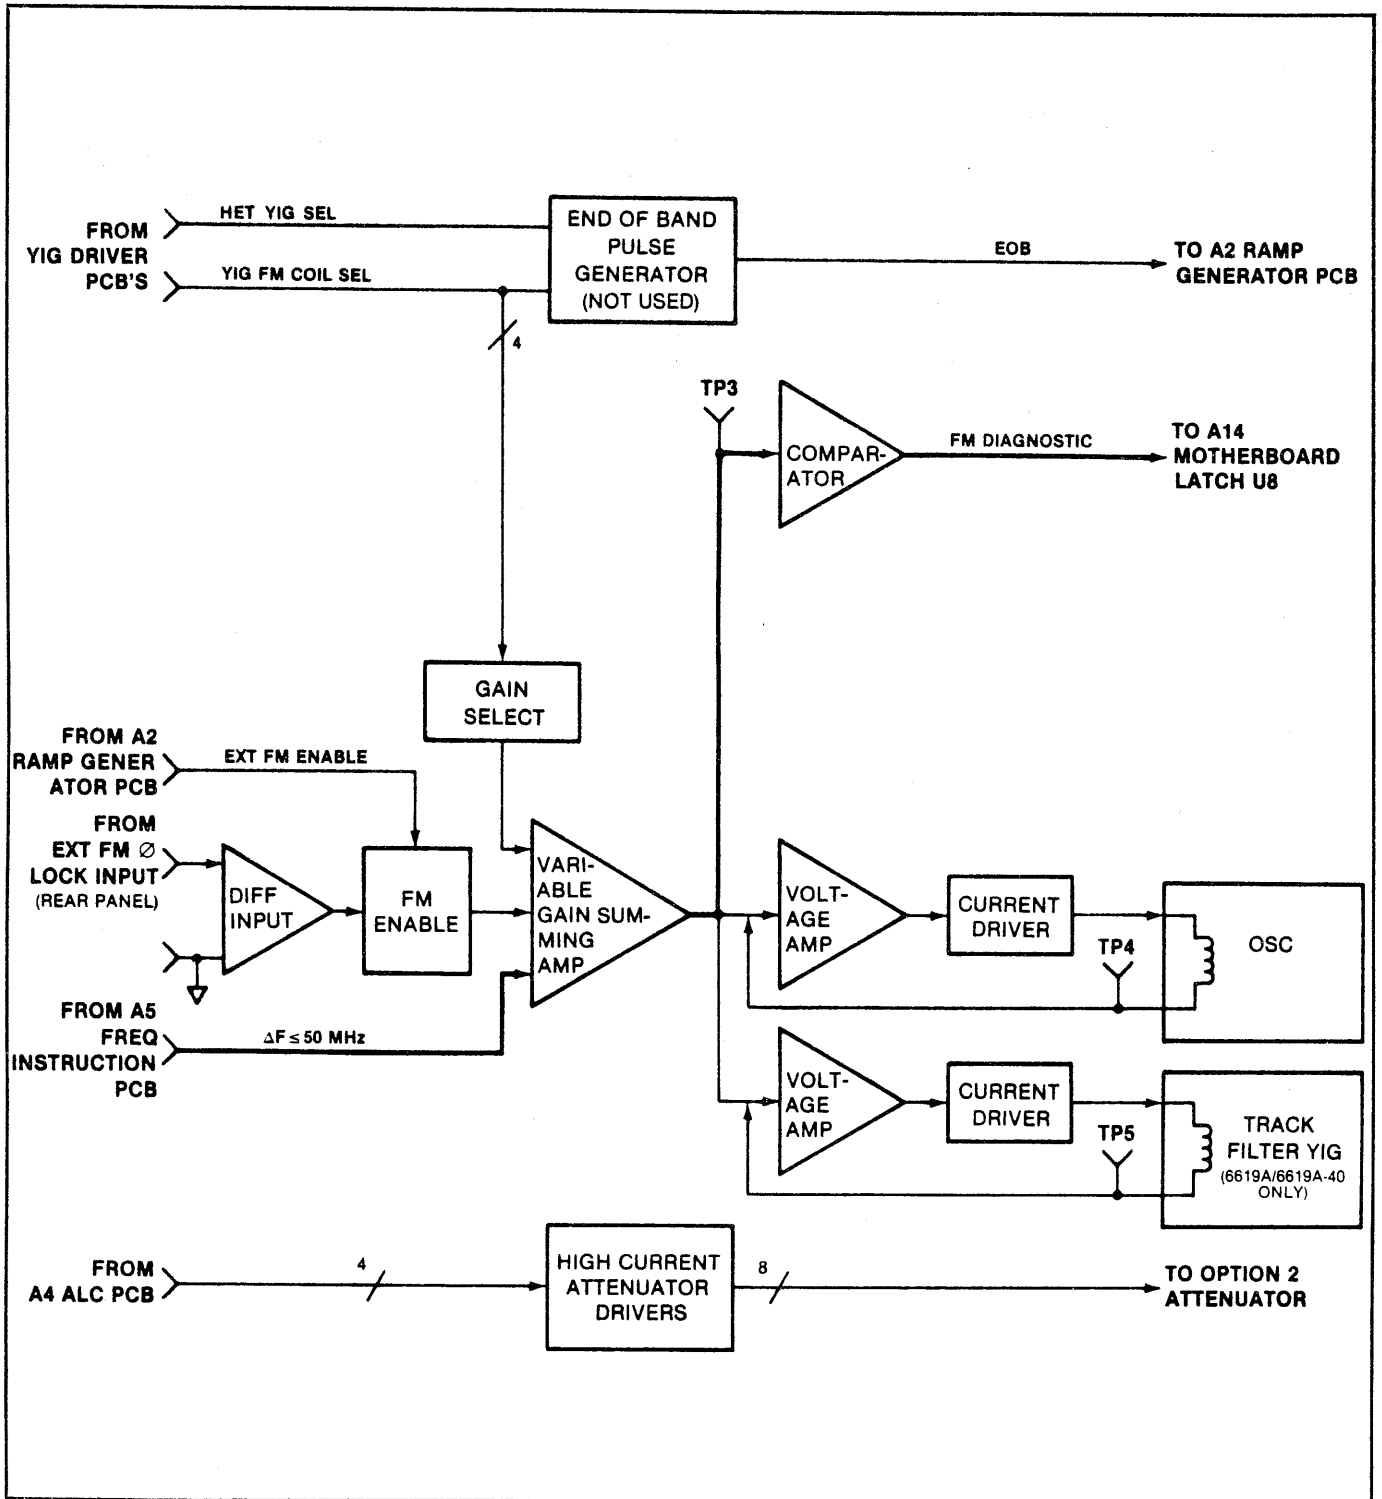 HET YIG SEL
FROM
YIG DRIVER
PCB'S
YIG FM COIL SEL
4
END OF BAND
PULSE
GENERATOR
(NOT USED)
EOB
TO A2 RAMP
GENERATOR PCB
TP3
COMPAR-
ATOR
FM DIAGNOSTIC
TO A14
MOTHERBOARD
LATCH U8
GAIN
SELECT
FROM A2
RAMP GENER
ATOR PCB
EXT FM ENABLE
FROM
EXT FM Ø
LOCK INPUT
(REAR PANEL)
DIFF
INPUT
FM
ENABLE
VARI-
ABLE
GAIN SUM-
MING
AMP
FROM A5
FREQ
INSTRUCTION
PCB
ΔF ≤ 50 MHz
VOLT-
AGE
AMP
CURRENT
DRIVER
TP4
OSC
VOLT-
AGE
AMP
CURRENT
DRIVER
TP5
TRACK
FILTER YIG
(6619A/6619A-40
ONLY)
FROM
A4 ALC PCB
4
HIGH CURRENT
ATTENUATOR
DRIVERS
8
TO OPTION 2
ATTENUATOR